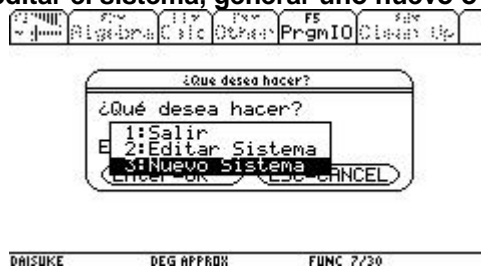 editar el sistema, generar uno nuevo o
F5
Algebra Calc Other PrgmIO Clean Up
¿Que desea hacer?
¿Qué desea hacer?
1:Salir
E 2:Editar Sistema
3:Nuevo Sistema
Enter=OK ESC=CANCEL
DAISUKE DEG APPROX FUNC 7/30